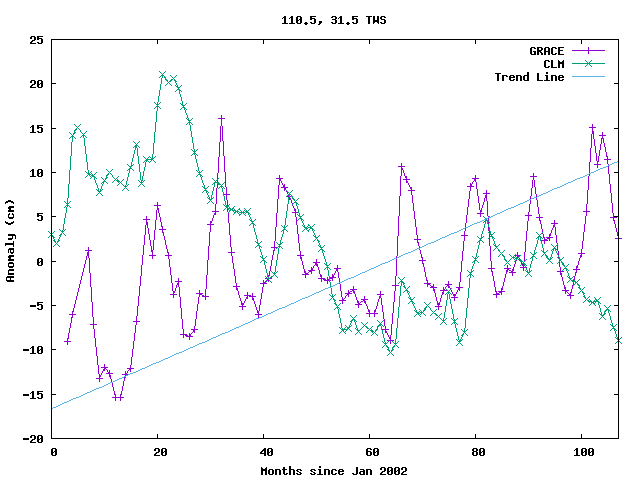 110.5, 31.5 TWS
GRACE
CLM
Trend Line
25
20
15
10
5
0
-5
-10
-15
-20
Anomaly (cm)
0 20 40 60 80 100
Months since Jan 2002